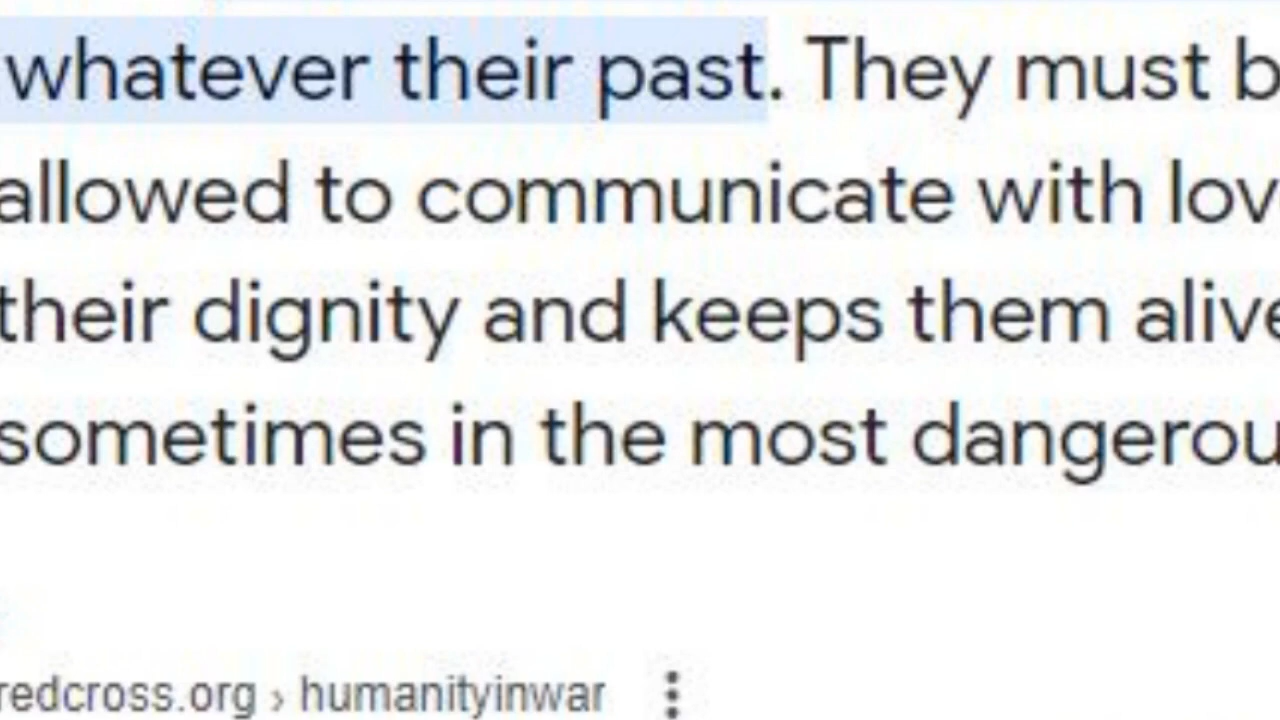 whatever their past. They must b
allowed to communicate with lov
their dignity and keeps them alive
sometimes in the most dangerou
redcross.org › humanityinwar